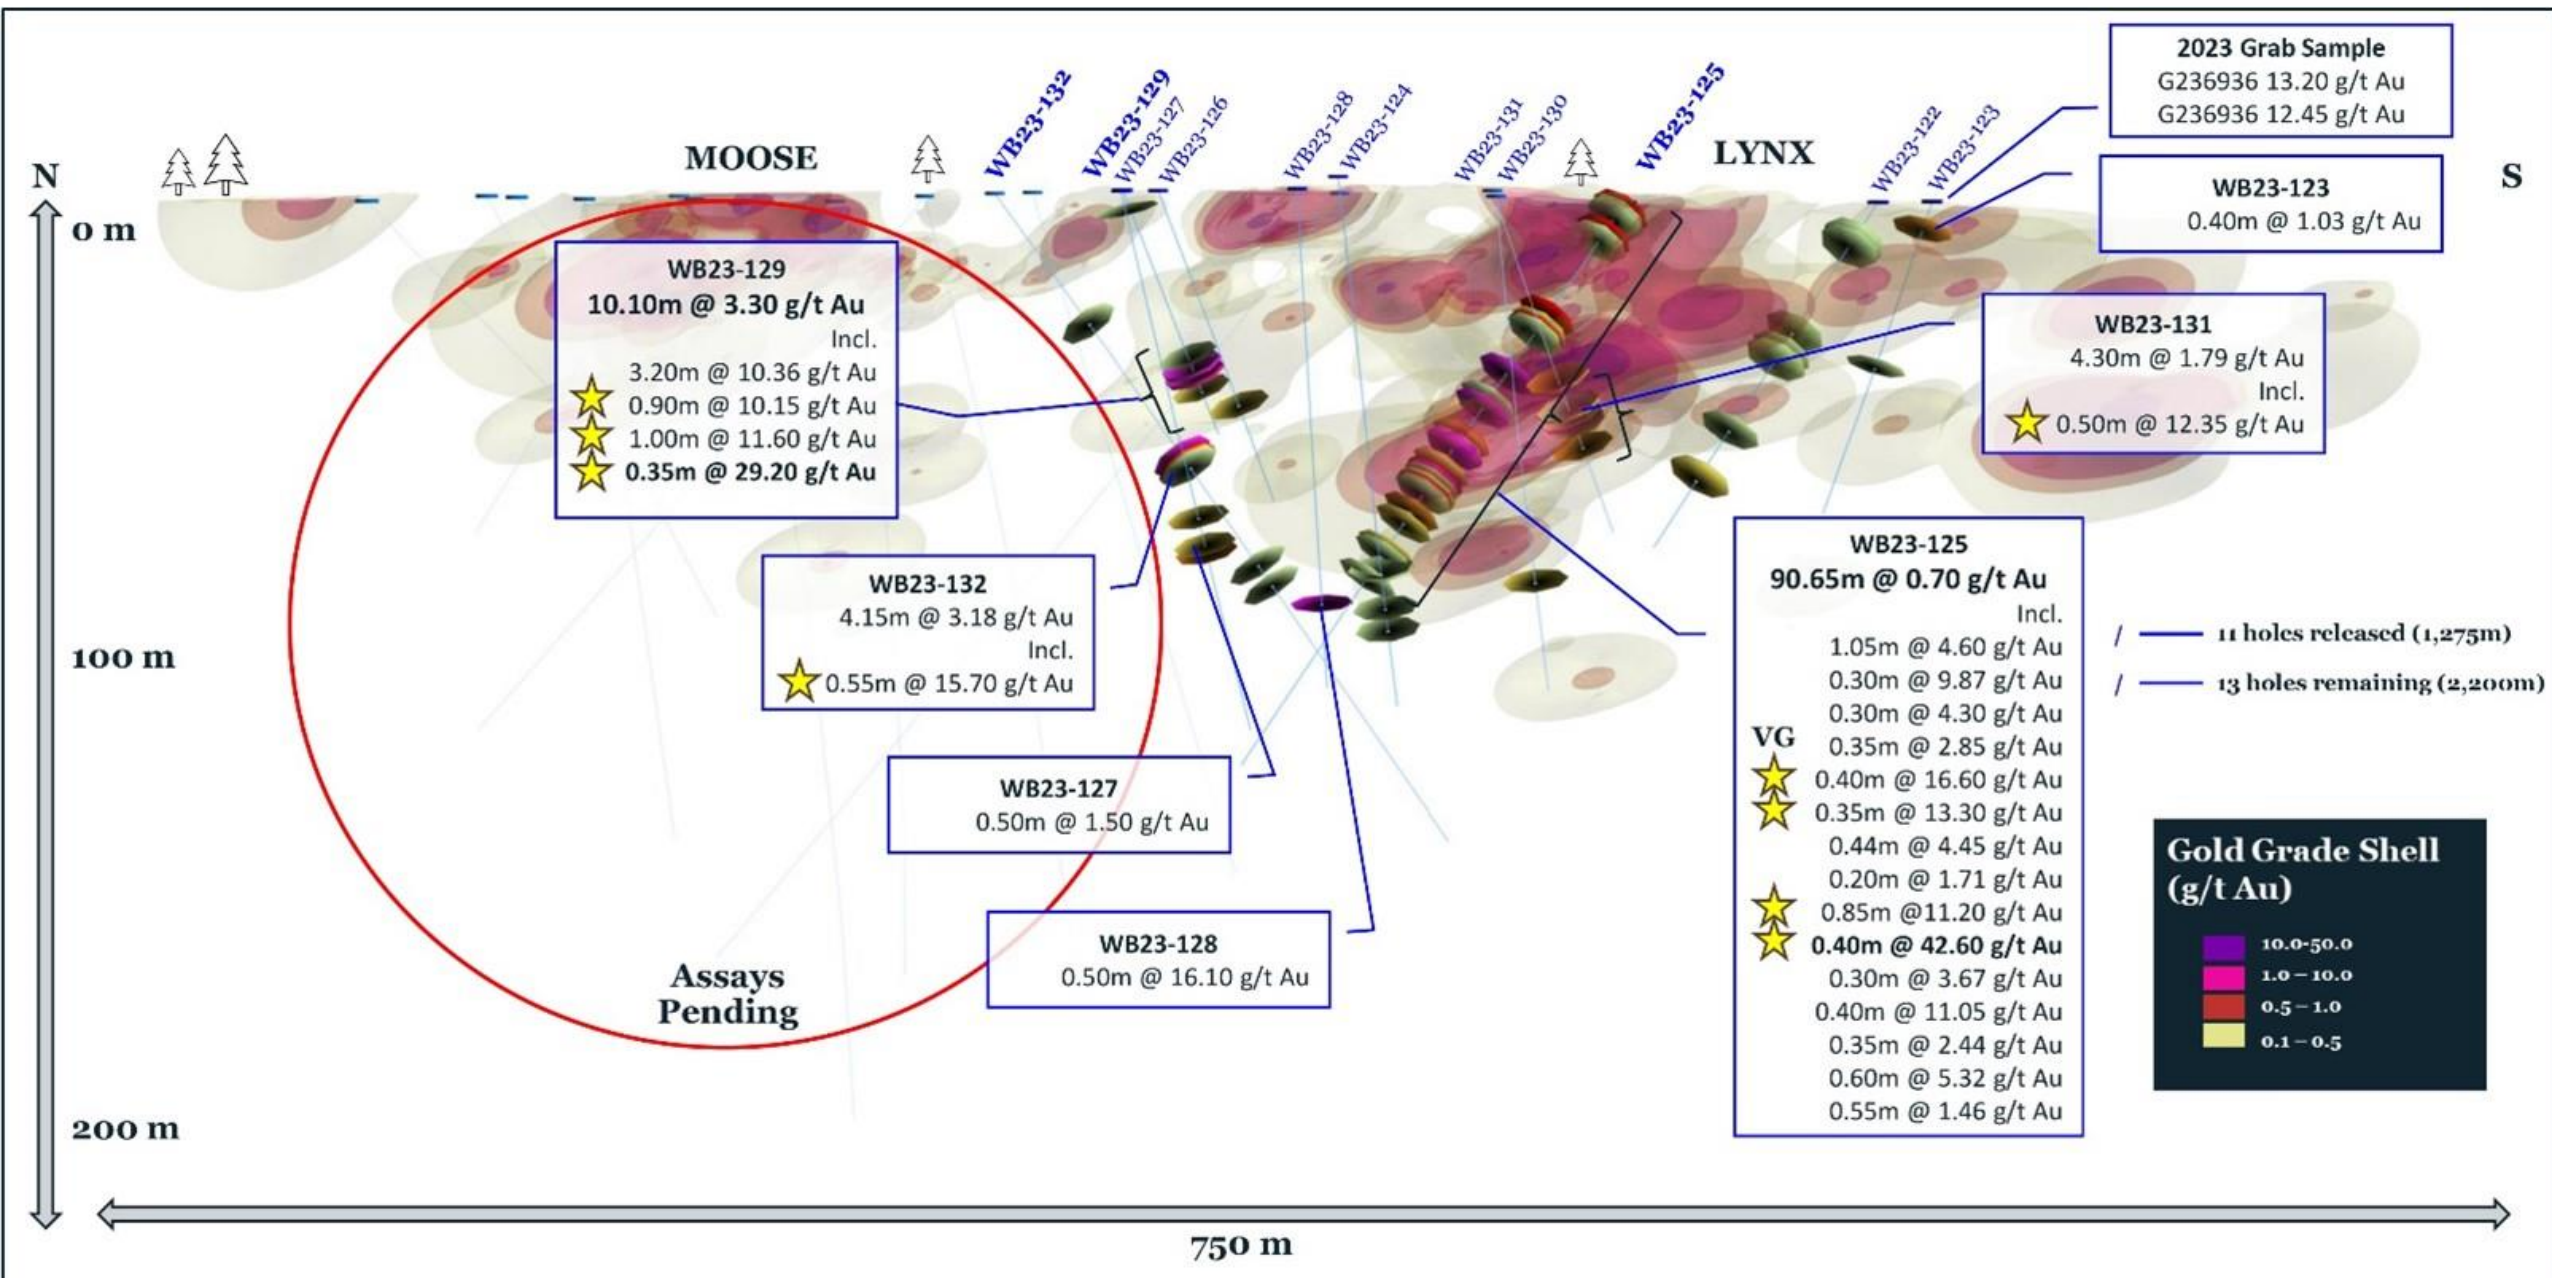 WB23-132
WB23-129
WB23-127
WB23-126
WB23-128
WB23-124
WB23-131
WB23-130
WB23-125
WB23-122
WB23-123
MOOSE
LYNX
N
S
0 m
100 m
200 m
750 m
2023 Grab Sample
G236936 13.20 g/t Au
G236936 12.45 g/t Au
WB23-123
0.40m @ 1.03 g/t Au
WB23-131
4.30m @ 1.79 g/t Au
Incl.
0.50m @ 12.35 g/t Au
WB23-129
10.10m @ 3.30 g/t Au
Incl.
3.20m @ 10.36 g/t Au
0.90m @ 10.15 g/t Au
1.00m @ 11.60 g/t Au
0.35m @ 29.20 g/t Au
WB23-132
4.15m @ 3.18 g/t Au
Incl.
0.55m @ 15.70 g/t Au
WB23-127
0.50m @ 1.50 g/t Au
WB23-128
0.50m @ 16.10 g/t Au
Assays
Pending
WB23-125
90.65m @ 0.70 g/t Au
Incl.
1.05m @ 4.60 g/t Au
0.30m @ 9.87 g/t Au
0.30m @ 4.30 g/t Au
VG
0.35m @ 2.85 g/t Au
0.40m @ 16.60 g/t Au
0.35m @ 13.30 g/t Au
0.44m @ 4.45 g/t Au
0.20m @ 1.71 g/t Au
0.85m @11.20 g/t Au
0.40m @ 42.60 g/t Au
0.30m @ 3.67 g/t Au
0.40m @ 11.05 g/t Au
0.35m @ 2.44 g/t Au
0.60m @ 5.32 g/t Au
0.55m @ 1.46 g/t Au
11 holes released (1,275m)
13 holes remaining (2,200m)
Gold Grade Shell
(g/t Au)
10.0-50.0
1.0 – 10.0
0.5 – 1.0
0.1 – 0.5